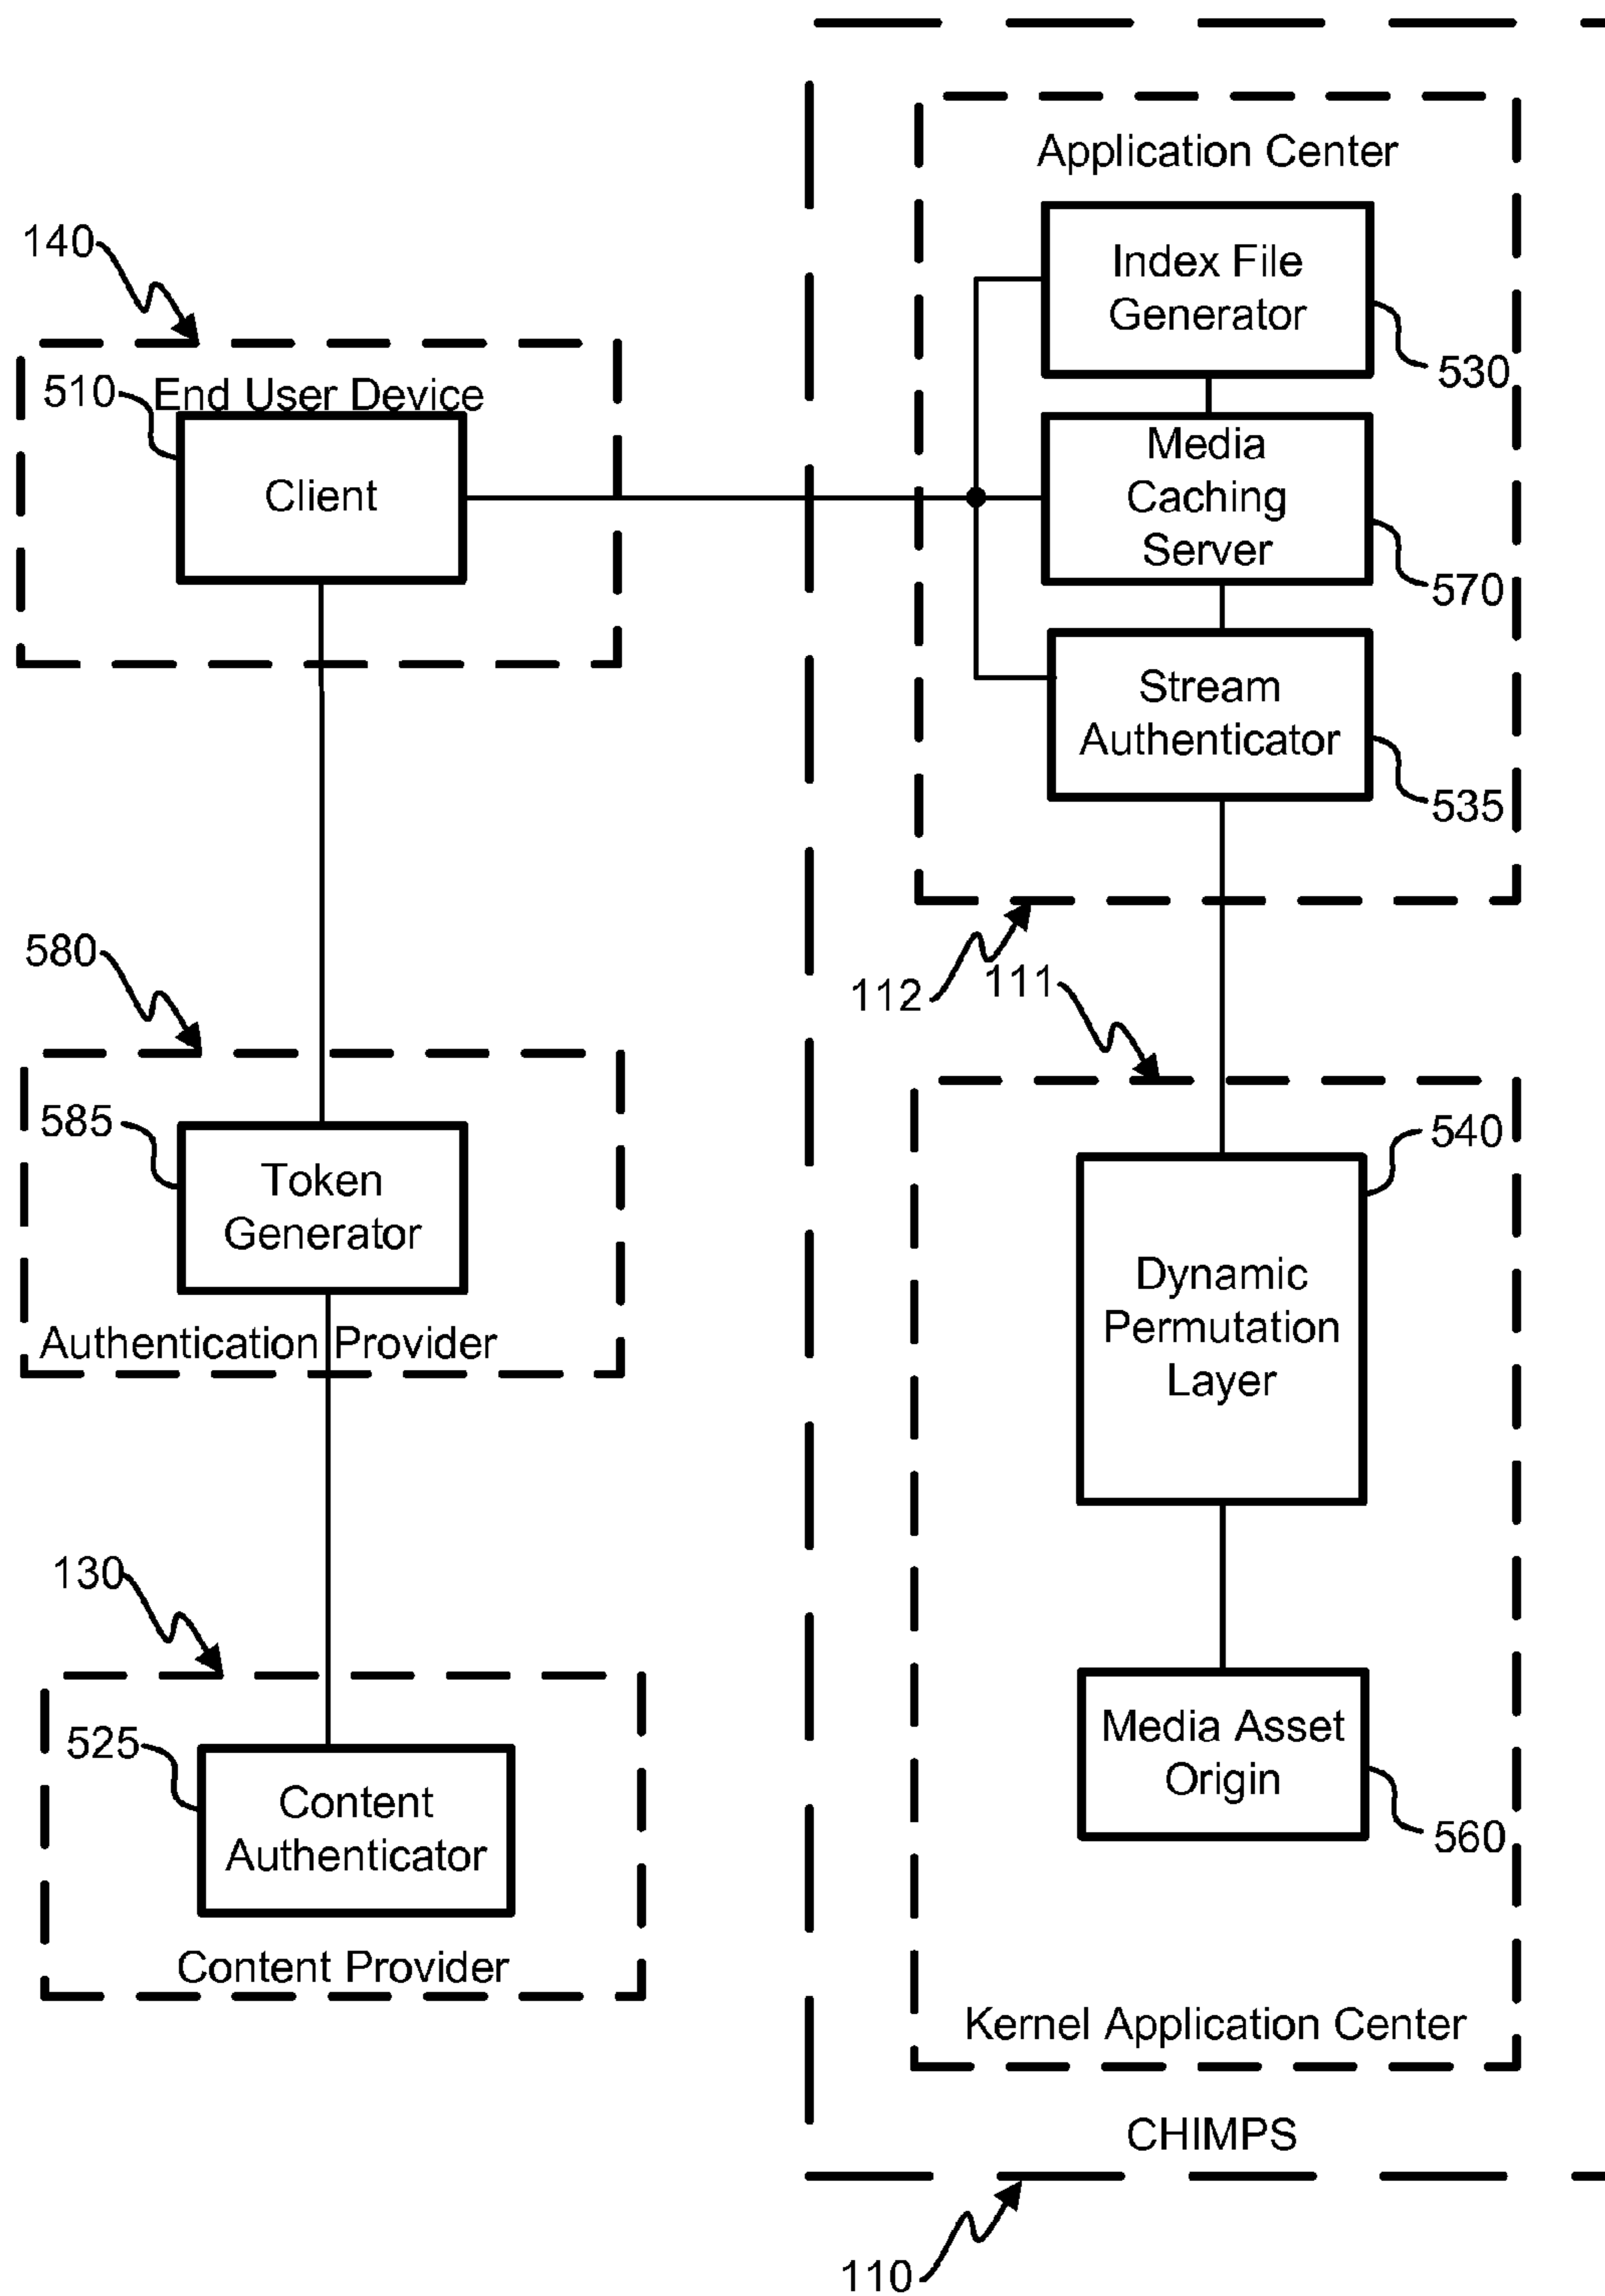 Application Center
140
Index File
Generator
530
510
End User Device
Client
Media
Caching
Server
570
Stream
Authenticator
535
580
112
111
585
Token
Generator
Authentication Provider
540
Dynamic
Permutation
Layer
130
525
Content
Authenticator
Content Provider
Media Asset
Origin
560
Kernel Application Center
CHIMPS
110